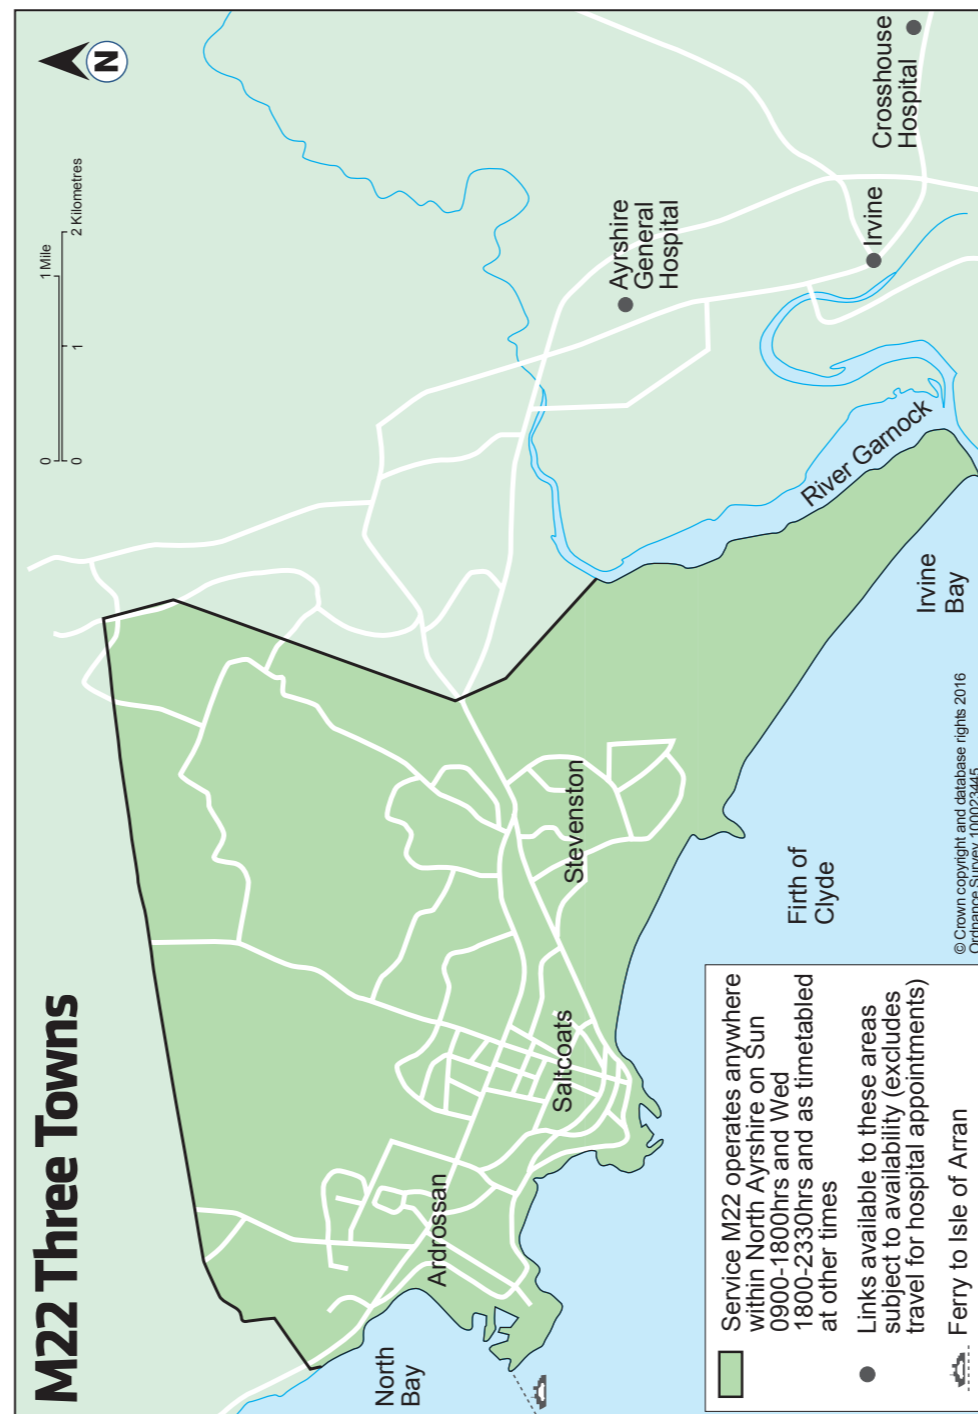 M22 Three Towns
N
0 1 Mile
0 1 2 Kilometres
Ayrshire
General
Hospital
Crosshouse
Hospital
Irvine
River Garnock
Irvine
Bay
Stevenston
Saltcoats
Ardrossan
North
Bay
Firth of
Clyde
Service M22 operates anywhere
within North Ayrshire on Sun
0900-1800hrs and Wed
1800-2330hrs and as timetabled
at other times
Links available to these areas
subject to availability (excludes
travel for hospital appointments)
Ferry to Isle of Arran
© Crown copyright and database rights 2016
Ordnance Survey 100023445